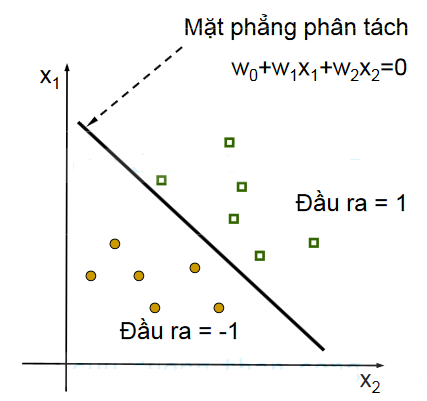 Mặt phẳng phân tách
w₀+w₁x₁+w₂x₂=0
x₁
Đầu ra = 1
Đầu ra = -1
x₂